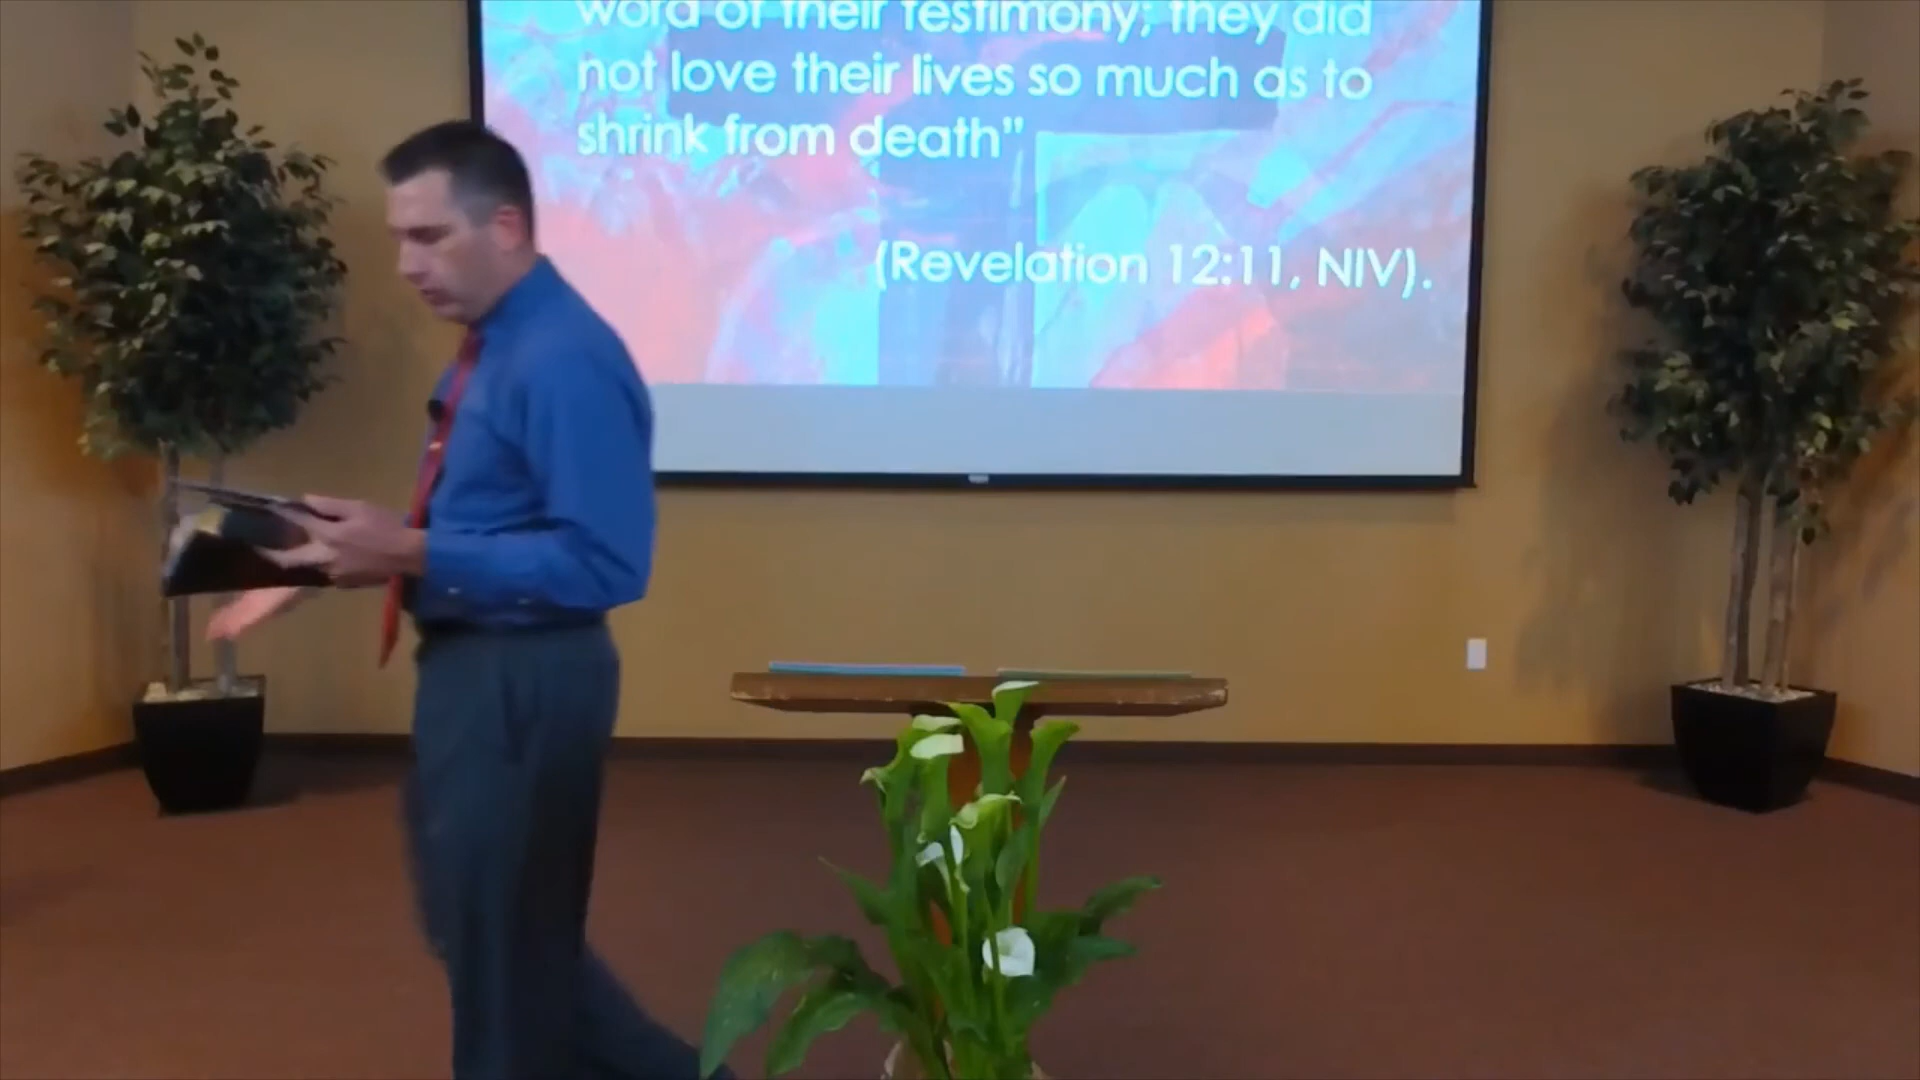 word of their testimony; they did
not love their lives so much as to
shrink from death"
(Revelation 12:11, NIV).